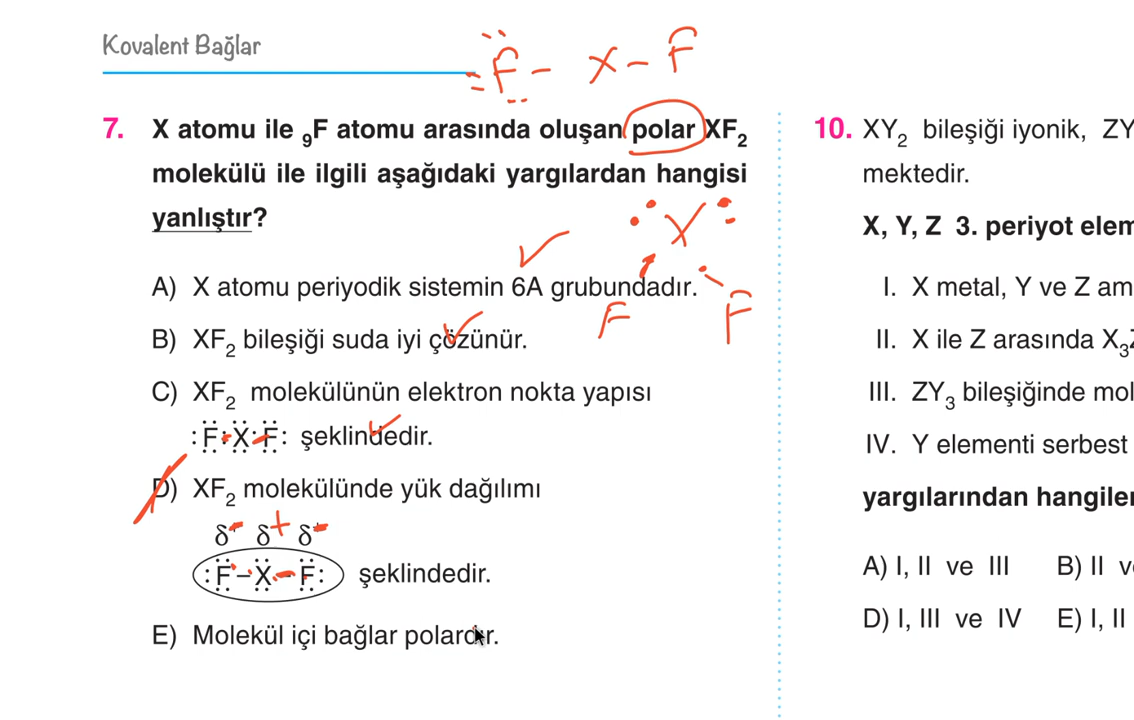 Kovalent Bağlar
F - X - F
7. X atomu ile ₉F atomu arasında oluşan polar XF₂
molekülü ile ilgili aşağıdaki yargılardan hangisi
yanlıştır?
X
F F
A) X atomu periyodik sistemin 6A grubundadır.
B) XF₂ bileşiği suda iyi çözünür.
C) XF₂ molekülünün elektron nokta yapısı
:F:X:F: şeklindedir.
D) XF₂ molekülünde yük dağılımı
δ- δ+ δ-
:F-X-F: şeklindedir.
E) Molekül içi bağlar polardır.
10. XY₂ bileşiği iyonik, ZY
mektedir.
X, Y, Z 3. periyot elem
I. X metal, Y ve Z am
II. X ile Z arasında X₃Z
III. ZY₃ bileşiğinde mol
IV. Y elementi serbest
yargılarından hangiler
A) I, II ve III B) II v
D) I, III ve IV E) I, II